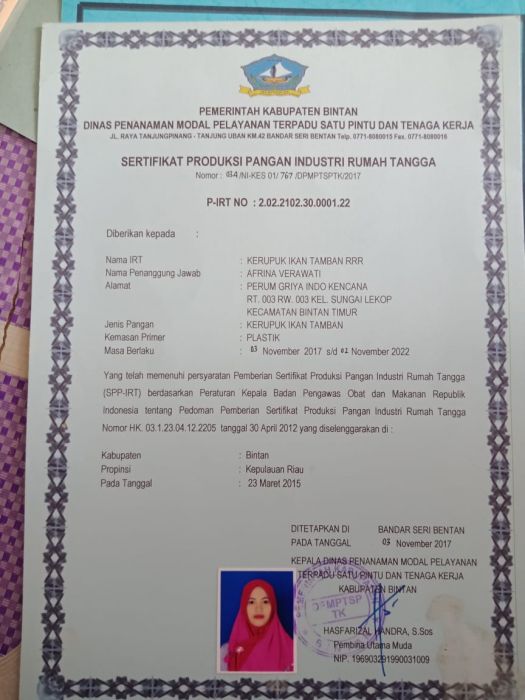 PEMERINTAH KABUPATEN BINTAN
DINAS PENANAMAN MODAL PELAYANAN TERPADU SATU PINTU DAN TENAGA KERJA
JL. RAYA TANJUNGPINANG - TANJUNG UBAN KM.42 BANDAR SERI BENTAN Telp. 0771-8080015 Fax. 0771-8080016
SERTIFIKAT PRODUKSI PANGAN INDUSTRI RUMAH TANGGA
Nomor : 034/NI-KES 01/ 767 /DPMPTSPTK/2017
P-IRT NO : 2.02.2102.30.0001.22
Diberikan kepada :
Nama IRT : KERUPUK IKAN TAMBAN RRR
Nama Penanggung Jawab : AFRINA VERAWATI
Alamat : PERUM GRIYA INDO KENCANA
RT. 003 RW. 003 KEL. SUNGAI LEKOP
KECAMATAN BINTAN TIMUR
Jenis Pangan : KERUPUK IKAN TAMBAN
Kemasan Primer : PLASTIK
Masa Berlaku : 03 November 2017 s/d 02 November 2022
Yang telah memenuhi persyaratan Pemberian Sertifikat Produksi Pangan Industri Rumah Tangga
(SPP-IRT) berdasarkan Peraturan Kepala Badan Pengawas Obat dan Makanan Republik
Indonesia tentang Pedoman Pemberian Sertifikat Produksi Pangan Industri Rumah Tangga
Nomor HK. 03.1.23.04.12.2205 tanggal 30 April 2012 yang diselenggarakan di :
Kabupaten : Bintan
Propinsi : Kepulauan Riau
Pada Tanggal : 23 Maret 2015
DITETAPKAN DI BANDAR SERI BENTAN
PADA TANGGAL 03 November 2017
KEPALA DINAS PENANAMAN MODAL PELAYANAN
TERPADU SATU PINTU DAN TENAGA KERJA
KABUPATEN BINTAN
DPMPTSP
TK
HASFARIZAL HANDRA, S.Sos
Pembina Utama Muda
NIP. 196903291990031009